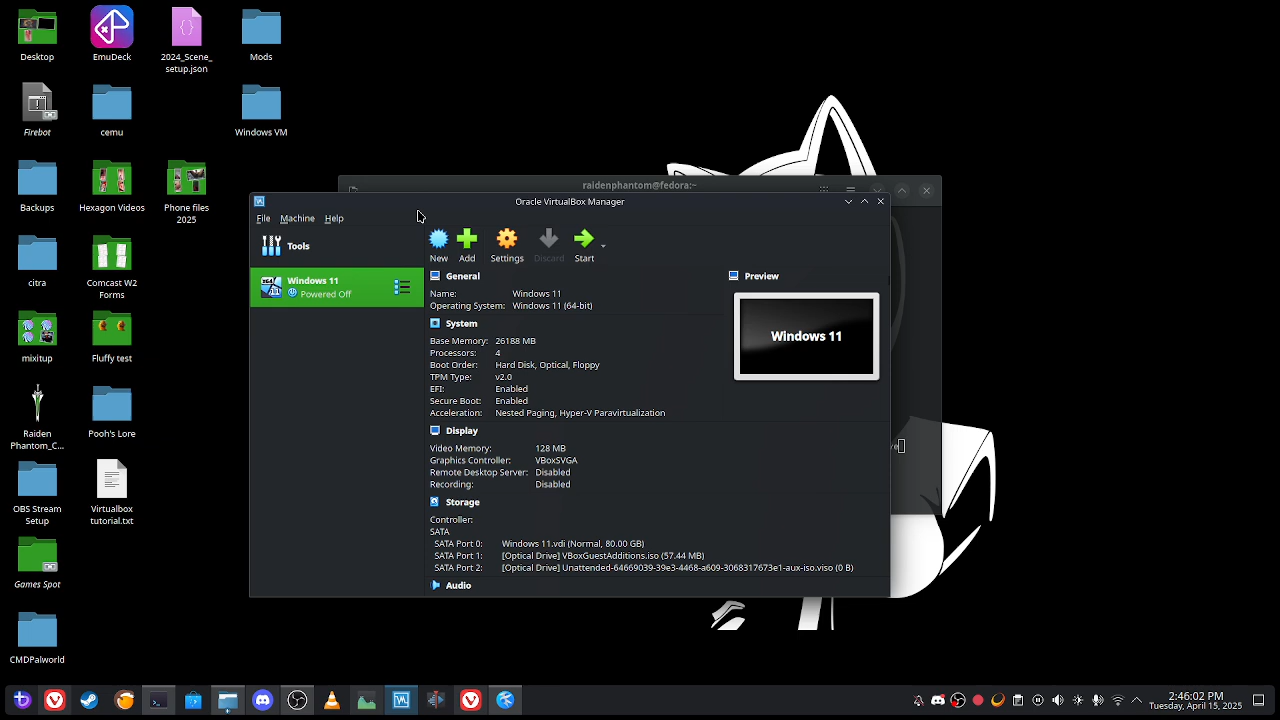 Desktop
EmuDeck
2024_Scene_
setup.json
Mods
Firebot
cemu
Windows VM
Backups
Hexagon Videos
Phone files
2025
citra
Comcast W2
Forms
mixitup
Fluffy test
Raiden
Phantom_C...
Pooh's Lore
OBS Stream
Setup
Virtualbox
tutorial.txt
Games Spot
CMDPalworld
raidenphantom@fedora:~
Oracle VirtualBox Manager
File Machine Help
Tools
New Add Settings Discard Start
Windows 11
Powered Off
General
Name: Windows 11
Operating System: Windows 11 (64-bit)
Preview
Windows 11
System
Base Memory: 26188 MB
Processors: 4
Boot Order: Hard Disk, Optical, Floppy
TPM Type: v2.0
EFI: Enabled
Secure Boot: Enabled
Acceleration: Nested Paging, Hyper-V Paravirtualization
Display
Video Memory: 128 MB
Graphics Controller: VBoxSVGA
Remote Desktop Server: Disabled
Recording: Disabled
Storage
Controller:
SATA
SATA Port 0: Windows 11.vdi (Normal, 80.00 GB)
SATA Port 1: [Optical Drive] VBoxGuestAdditions.iso (57.44 MB)
SATA Port 2: [Optical Drive] Unattended-64669039-39e3-4468-a609-3068317673e1-aux-iso.viso (0 B)
Audio
2:46:02 PM
Tuesday, April 15, 2025